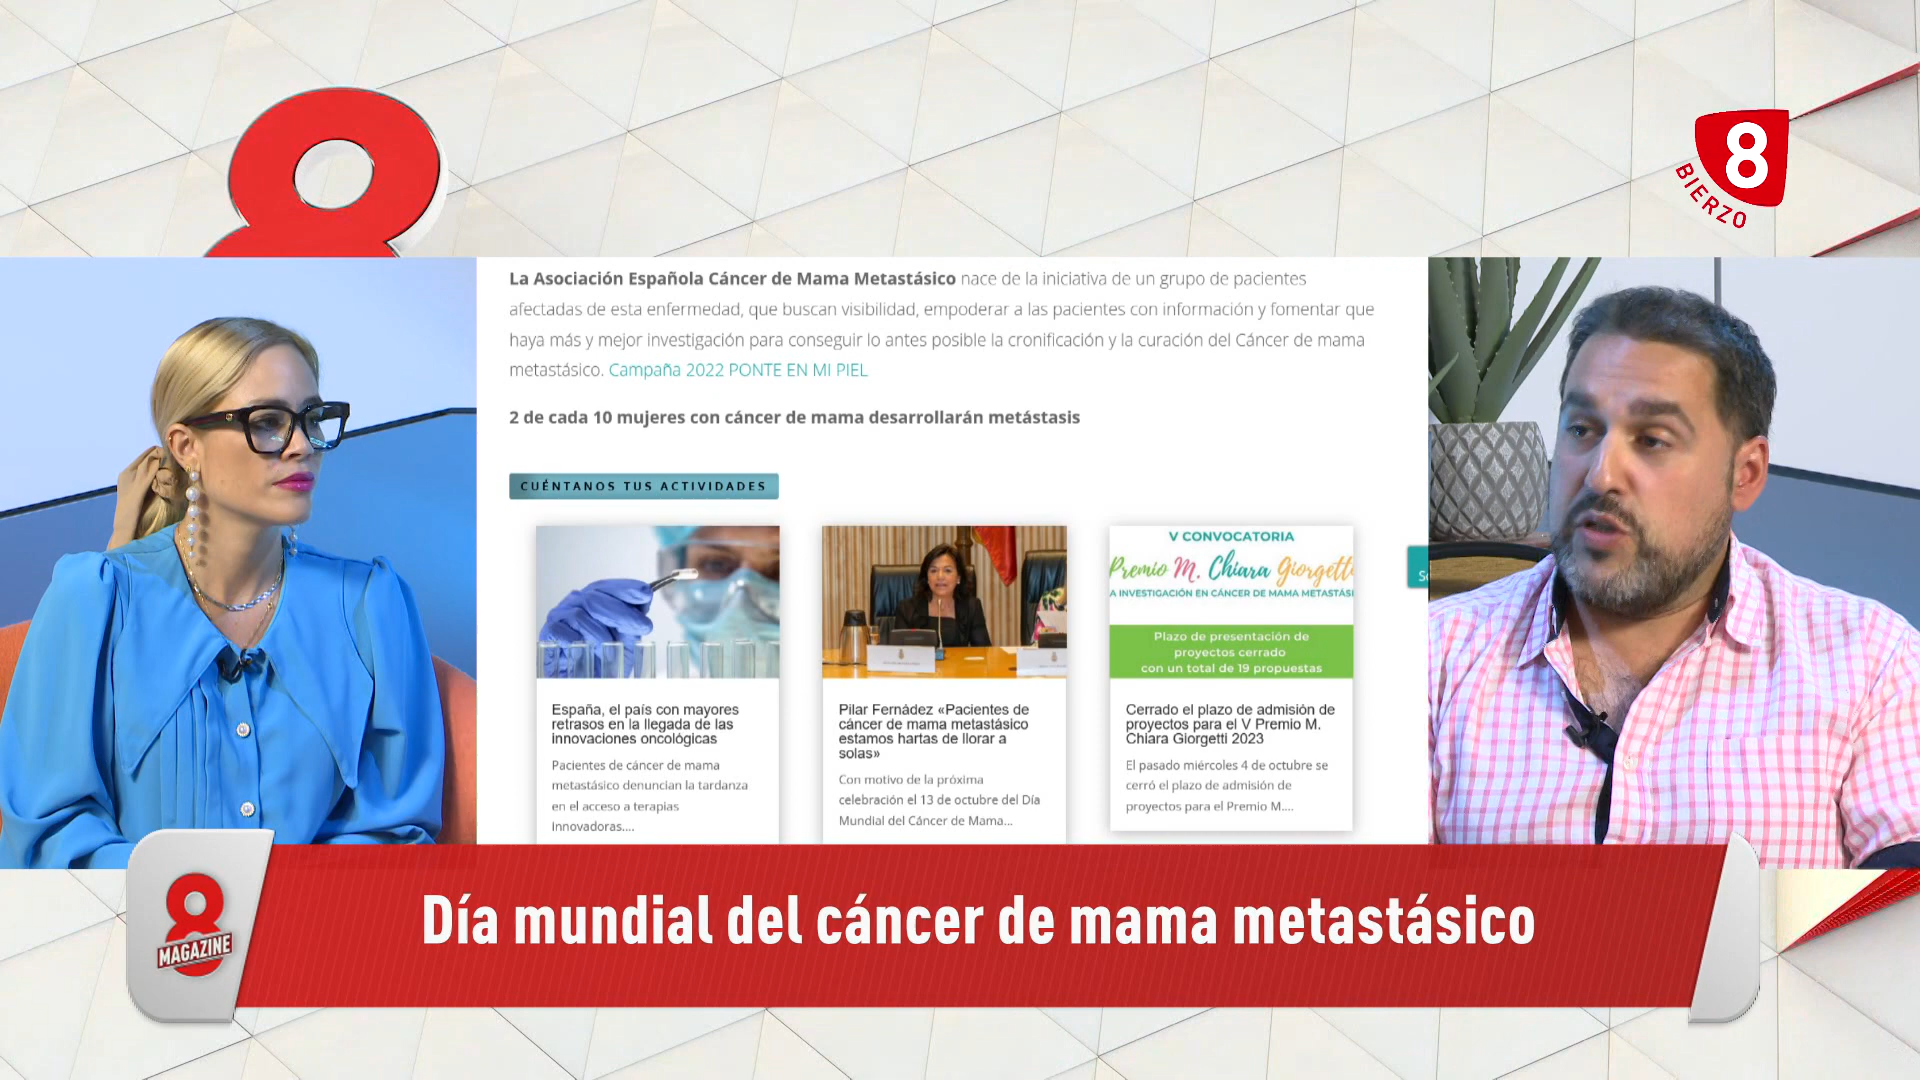 8
BIERZO
La Asociación Española Cáncer de Mama Metastásico nace de la iniciativa de un grupo de pacientes
afectadas de esta enfermedad, que buscan visibilidad, empoderar a las pacientes con información y fomentar que
haya más y mejor investigación para conseguir lo antes posible la cronificación y la curación del Cáncer de mama
metastásico. Campaña 2022 PONTE EN MI PIEL
2 de cada 10 mujeres con cáncer de mama desarrollarán metástasis
CUÉNTANOS TUS ACTIVIDADES
España, el país con mayores
retrasos en la llegada de las
innovaciones oncológicas
Pacientes de cáncer de mama
metastásico denuncian la tardanza
en el acceso a terapias
Innovadoras....
Pilar Fernàdez «Pacientes de
cáncer de mama metastásico
estamos hartas de llorar a
solas»
Con motivo de la próxima
celebración el 13 de octubre del Día
Mundial del Cáncer de Mama...
V CONVOCATORIA
Premio M. Chiara Giorgett
A INVESTIGACIÓN EN CÁNCER DE MAMA METASTÁSI
Plazo de presentación de
proyectos cerrado
con un total de 19 propuestas
Cerrado el plazo de admisión de
proyectos para el V Premio M.
Chiara Giorgetti 2023
El pasado miércoles 4 de octubre se
cerró el plazo de admisión de
proyectos para el Premio M....
8
MAGAZINE
Día mundial del cáncer de mama metastásico